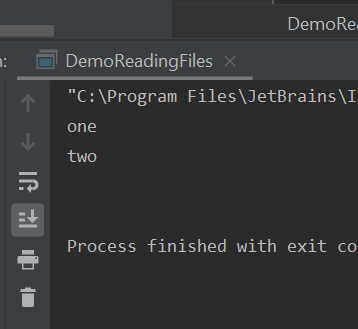 DemoRea
n:
DemoReadingFiles
"C:\Program Files\JetBrains\I
one
two
Process finished with exit co